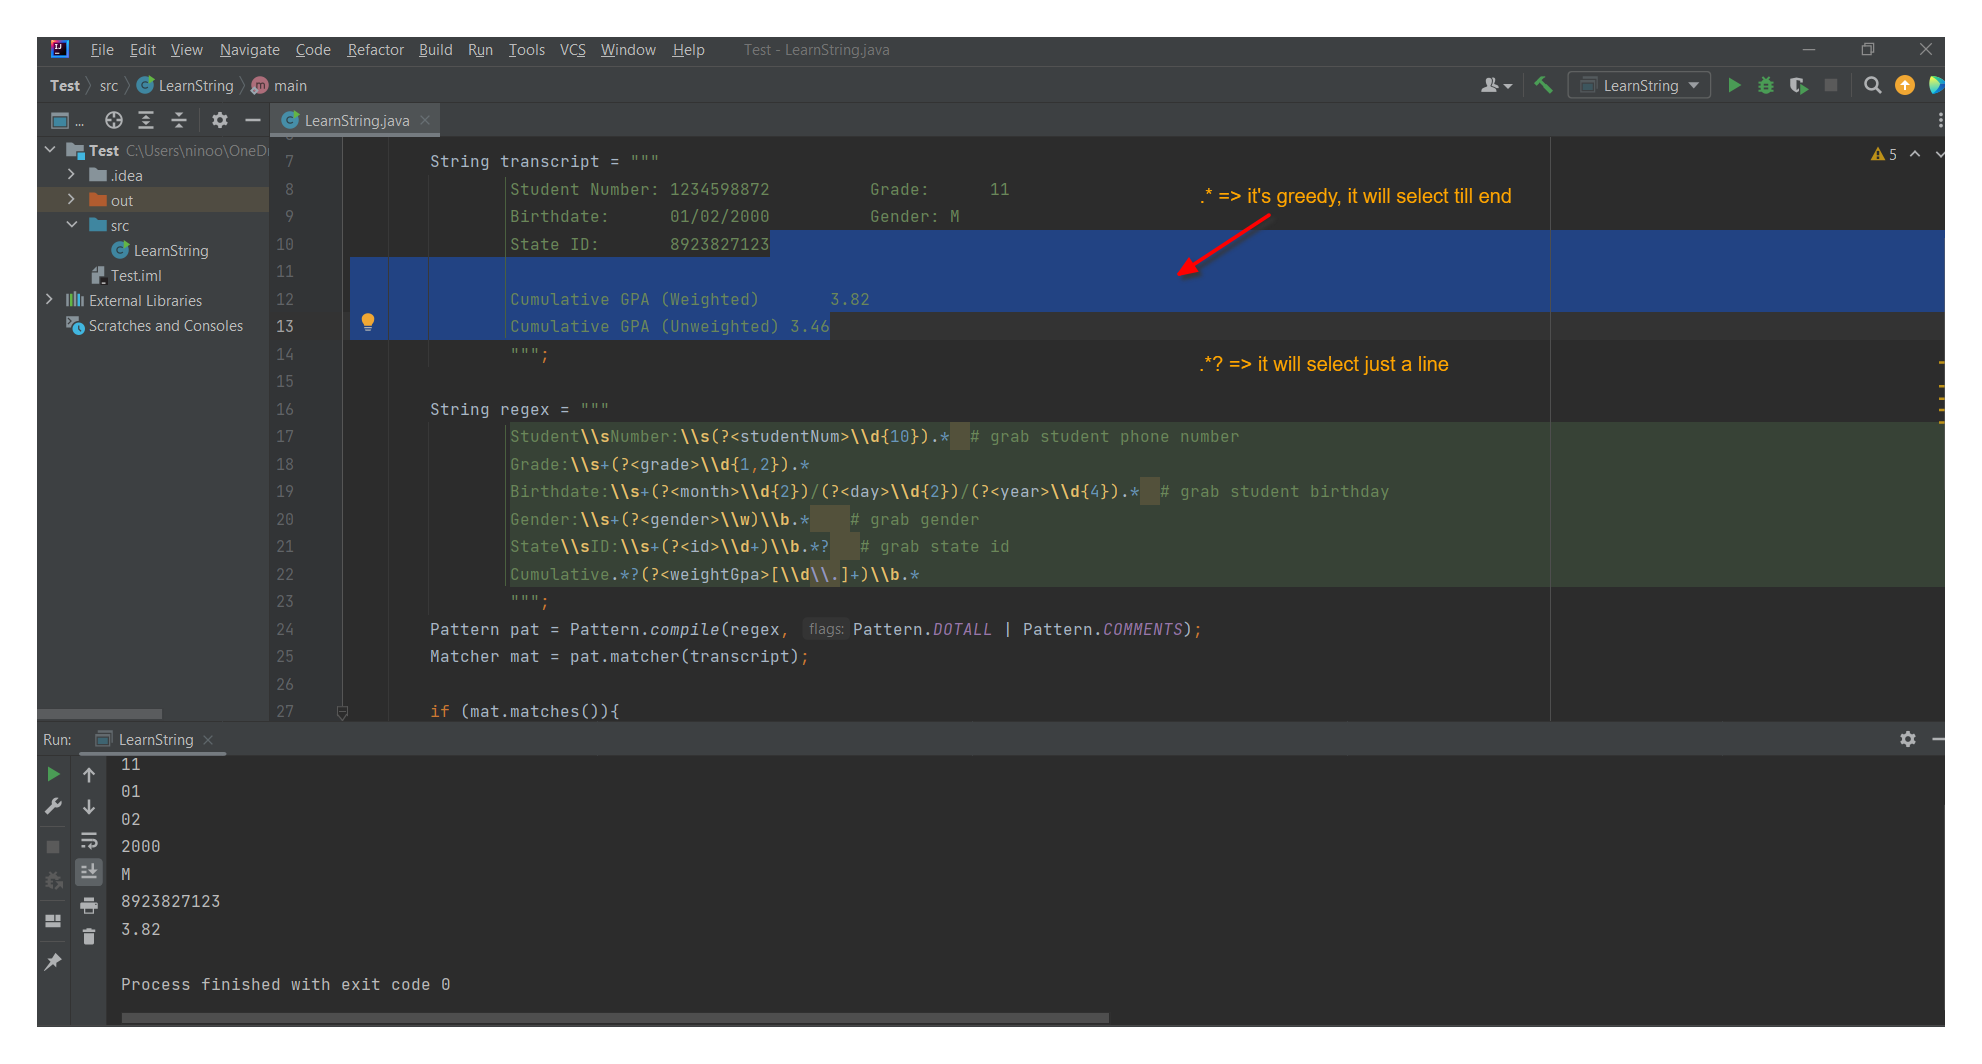 File Edit View Navigate Code Refactor Build Run Tools VCS Window Help Test - LearnString.java
Test src LearnString main LearnString
... LearnString.java
Test C:\Users\ninoo\OneD
.idea
out
src
LearnString
Test.iml
External Libraries
Scratches and Consoles
5
7 String transcript = """
8 Student Number: 1234598872 Grade: 11
9 Birthdate: 01/02/2000 Gender: M
10 State ID: 8923827123
11
12 Cumulative GPA (Weighted) 3.82
13 Cumulative GPA (Unweighted) 3.46
14 """;
15
16 String regex = """
17 Student\\sNumber:\\s(?<studentNum>\\d{10}).* # grab student phone number
18 Grade:\\s+(?<grade>\\d{1,2}).*
19 Birthdate:\\s+(?<month>\\d{2})/(?<day>\\d{2})/(?<year>\\d{4}).* # grab student birthday
20 Gender:\\s+(?<gender>\\w)\\b.* # grab gender
21 State\\sID:\\s+(?<id>\\d+)\\b.*? # grab state id
22 Cumulative.*?(?<weightGpa>[\\d\\.]+)\\b.*
23 """;
24 Pattern pat = Pattern.compile(regex, flags: Pattern.DOTALL | Pattern.COMMENTS);
25 Matcher mat = pat.matcher(transcript);
26
27 if (mat.matches()){
.* => it's greedy, it will select till end
.*? => it will select just a line
Run: LearnString
11
01
02
2000
M
8923827123
3.82
Process finished with exit code 0